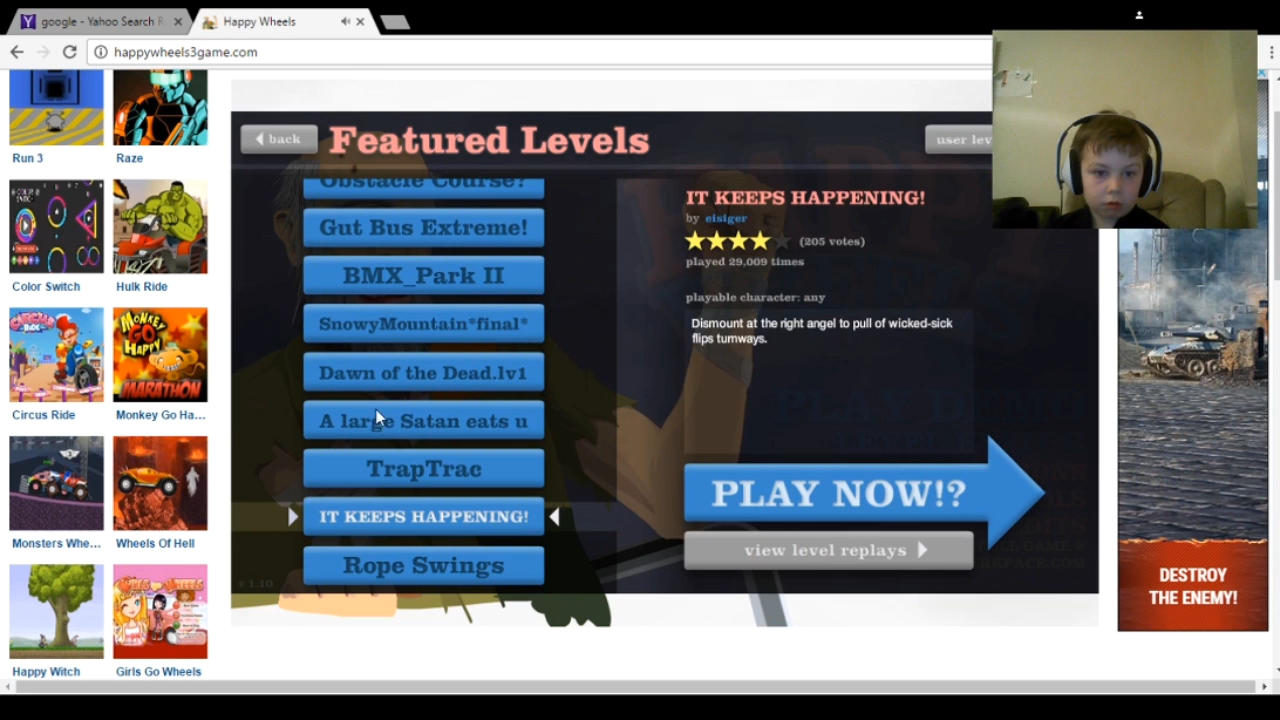 google - Yahoo Search R
Happy Wheels
happywheels3game.com
Run 3
Raze
Color Switch
Hulk Ride
Circus Ride
Monkey Go Ha...
Monsters Whe...
Wheels Of Hell
Happy Witch
Girls Go Wheels
back
Featured Levels
user lev
Obstacle Course!
Gut Bus Extreme!
BMX_Park II
SnowyMountain*final*
Dawn of the Dead.lv1
A large Satan eats u
TrapTrac
IT KEEPS HAPPENING!
Rope Swings
IT KEEPS HAPPENING!
by eisiger
(205 votes)
played 29,009 times
playable character: any
Dismount at the right angel to pull of wicked-sick
flips turnways.
PLAY NOW!?
view level replays
DESTROY
THE ENEMY!